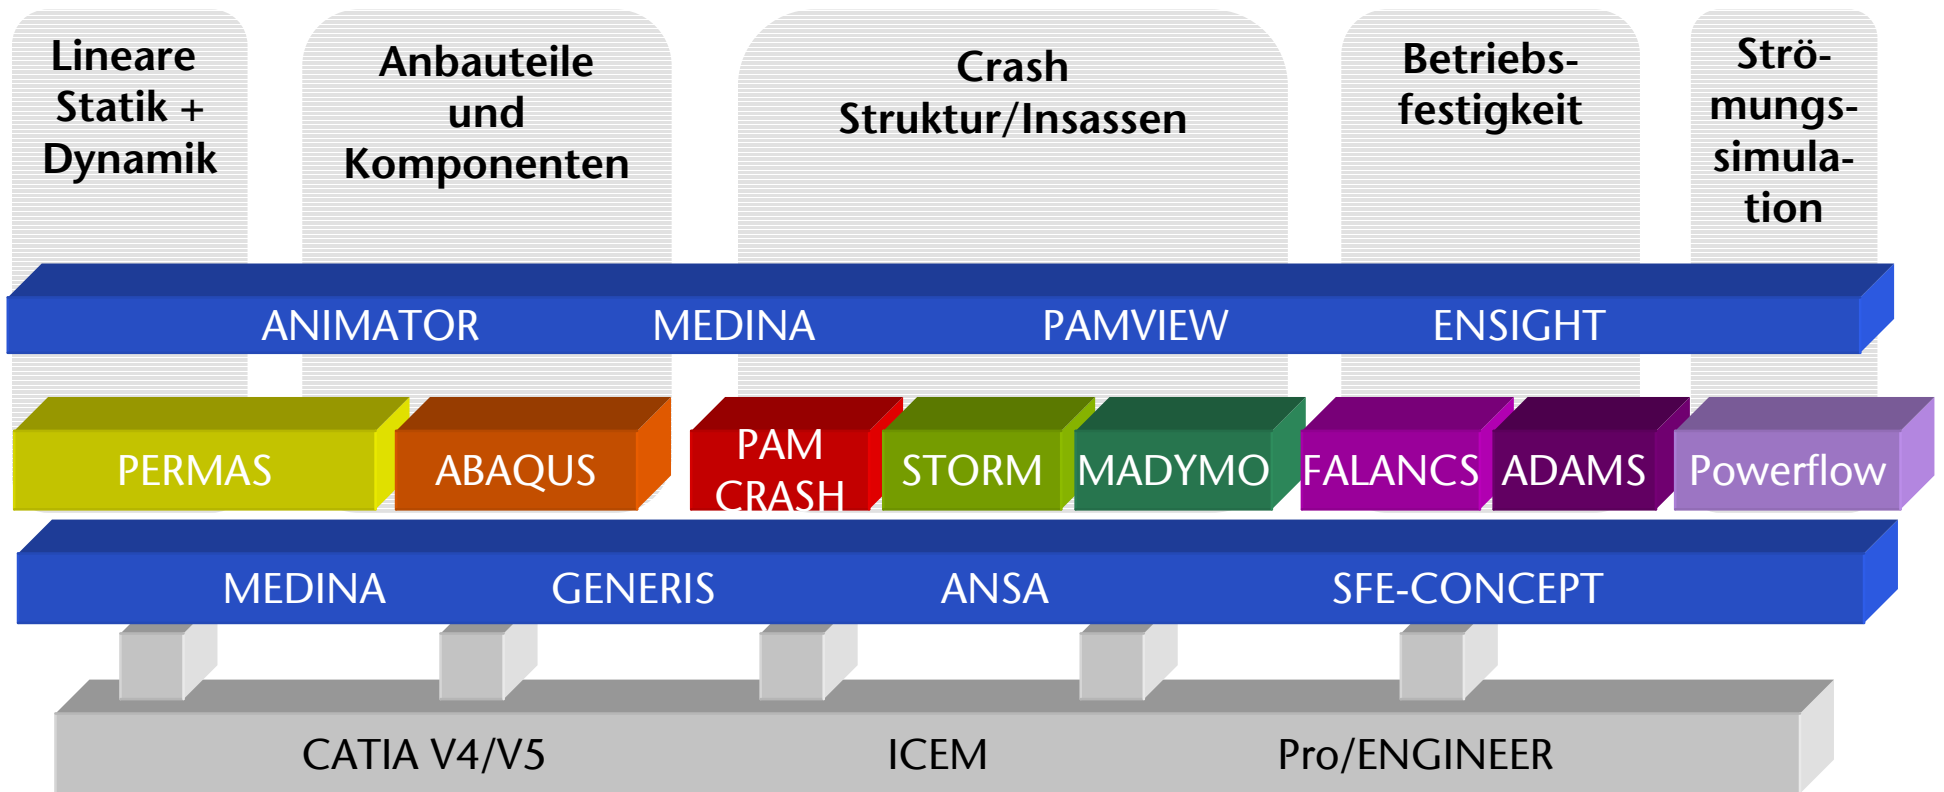 Lineare
Statik +
Dynamik
Anbauteile
und
Komponenten
Crash
Struktur/Insassen
Betriebs-
festigkeit
Strö-
mungs-
simula-
tion
ANIMATOR MEDINA PAMVIEW ENSIGHT
PERMAS
ABAQUS
PAM
CRASH
STORM
MADYMO
FALANCS
ADAMS
Powerflow
MEDINA GENERIS ANSA SFE-CONCEPT
CATIA V4/V5 ICEM Pro/ENGINEER